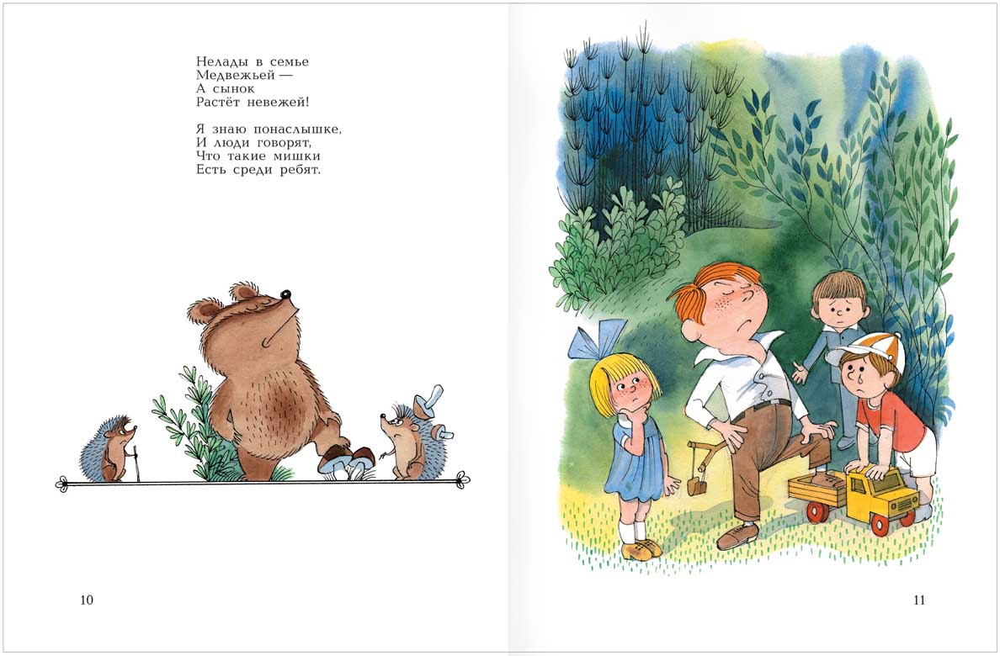 Нелады в семье
Медвежьей —
А сынок
Растёт невежей!
Я знаю понаслышке,
И люди говорят,
Что такие мишки
Есть среди ребят.
10
11